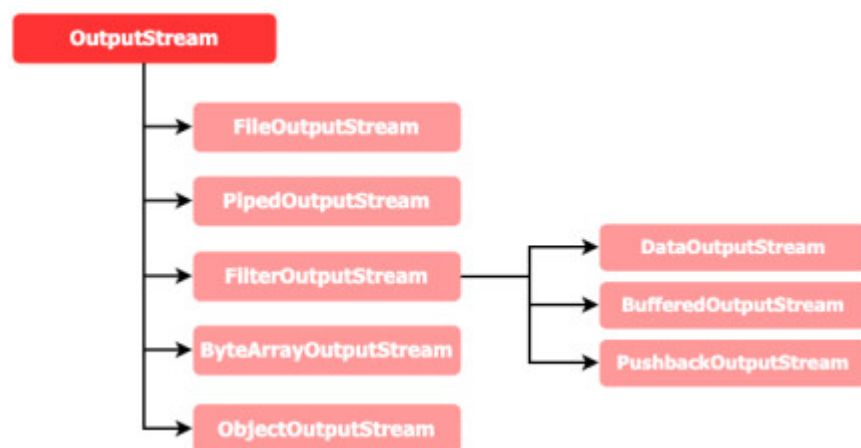 OutputStream
FileOutputStream
PipedOutputStream
FilterOutputStream
DataOutputStream
BufferedOutputStream
PushbackOutputStream
ByteArrayOutputStream
ObjectOutputStream